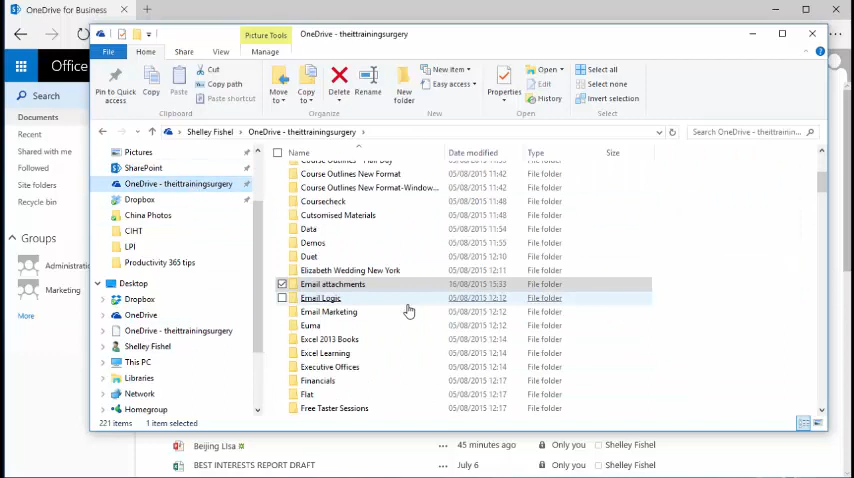 OneDrive for Business
OneDrive - theittrainingsurgery
Picture Tools
File
Home
Share
View
Manage
Office
Search
Documents
Recent
Shared with me
Followed
Site folders
Recycle bin
Groups
Administratio
Marketing
More
Pin to Quick access
Copy
Paste
Cut
Copy path
Paste shortcut
Clipboard
Move to
Copy to
Delete
Rename
Organize
New folder
New item
Easy access
New
Properties
Open
Edit
History
Open
Select all
Select none
Invert selection
Select
Shelley Fishel
OneDrive - theittrainingsurgery
Search OneDrive - theittrainin...
Pictures
SharePoint
OneDrive - theittrainingsurgery
Dropbox
China Photos
CIHT
LPI
Productivity 365 tips
Desktop
Dropbox
OneDrive
OneDrive - theittrainingsurgery
Shelley Fishel
This PC
Libraries
Network
Homegroup
Name Date modified Type Size
Course Outlines New Format 05/08/2015 11:42 File folder
Course Outlines New Format-Window... 05/08/2015 11:42 File folder
Coursecheck 05/08/2015 11:48 File folder
Cutsomised Materials 05/08/2015 11:48 File folder
Data 05/08/2015 11:54 File folder
Demos 05/08/2015 11:55 File folder
Duet 05/08/2015 12:10 File folder
Elizabeth Wedding New York 05/08/2015 12:11 File folder
Email attachments 16/08/2015 15:33 File folder
Email Logic 05/08/2015 12:12 File folder
Email Marketing 05/08/2015 12:12 File folder
Euma 05/08/2015 12:12 File folder
Excel 2013 Books 05/08/2015 12:14 File folder
Excel Learning 05/08/2015 12:14 File folder
Executive Offices 05/08/2015 12:14 File folder
Financials 05/08/2015 12:17 File folder
Flat 05/08/2015 12:17 File folder
Free Taster Sessions 05/08/2015 12:17 File folder
221 items 1 item selected
Beijing LIsa 45 minutes ago Only you Shelley Fishel
BEST INTERESTS REPORT DRAFT July 6 Only you Shelley Fishel